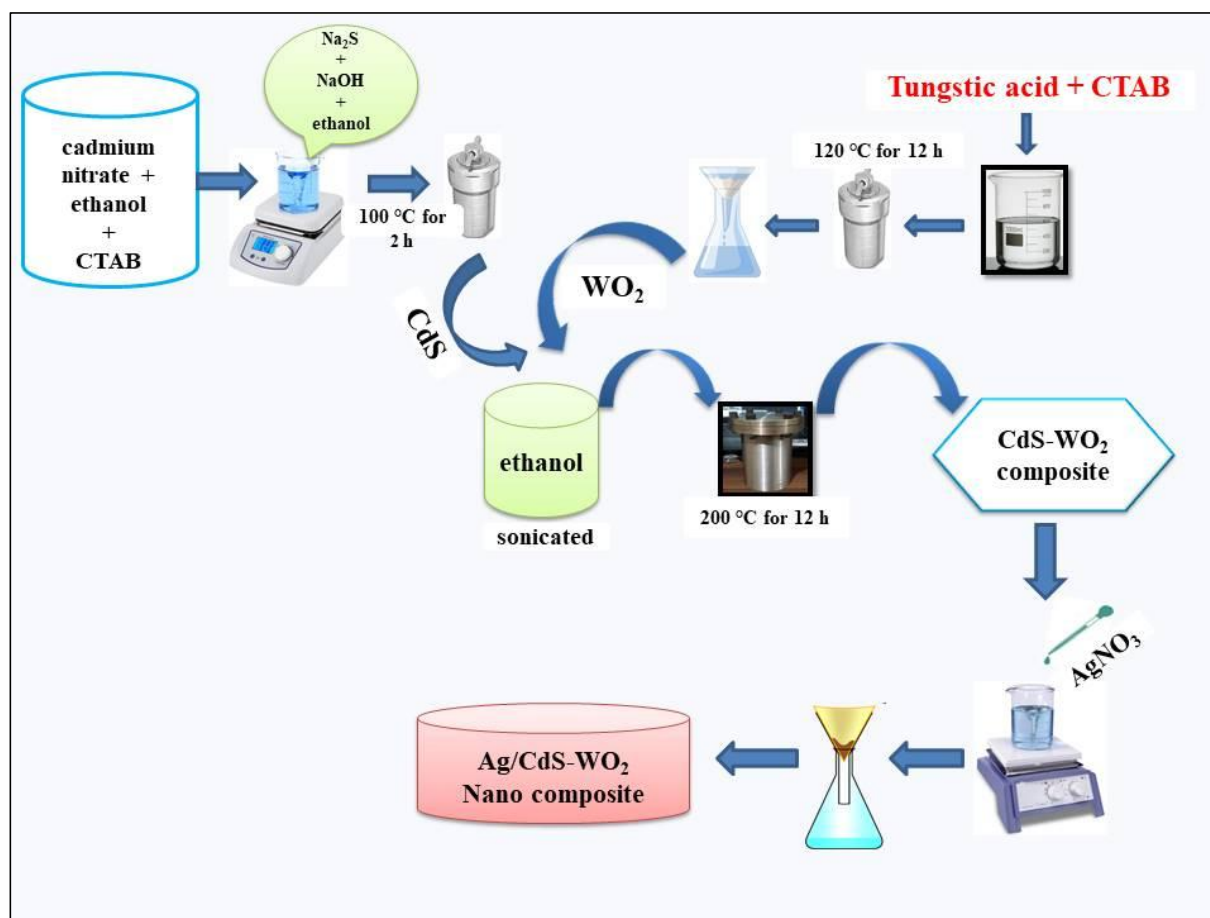 Na₂S
+
NaOH
+
ethanol
cadmium
nitrate +
ethanol
+
CTAB
100 °C for
2 h
CdS
Tungstic acid + CTAB
120 °C for 12 h
WO₂
ethanol
sonicated
200 °C for 12 h
CdS-WO₂
composite
AgNO₃
Ag/CdS-WO₂
Nano composite